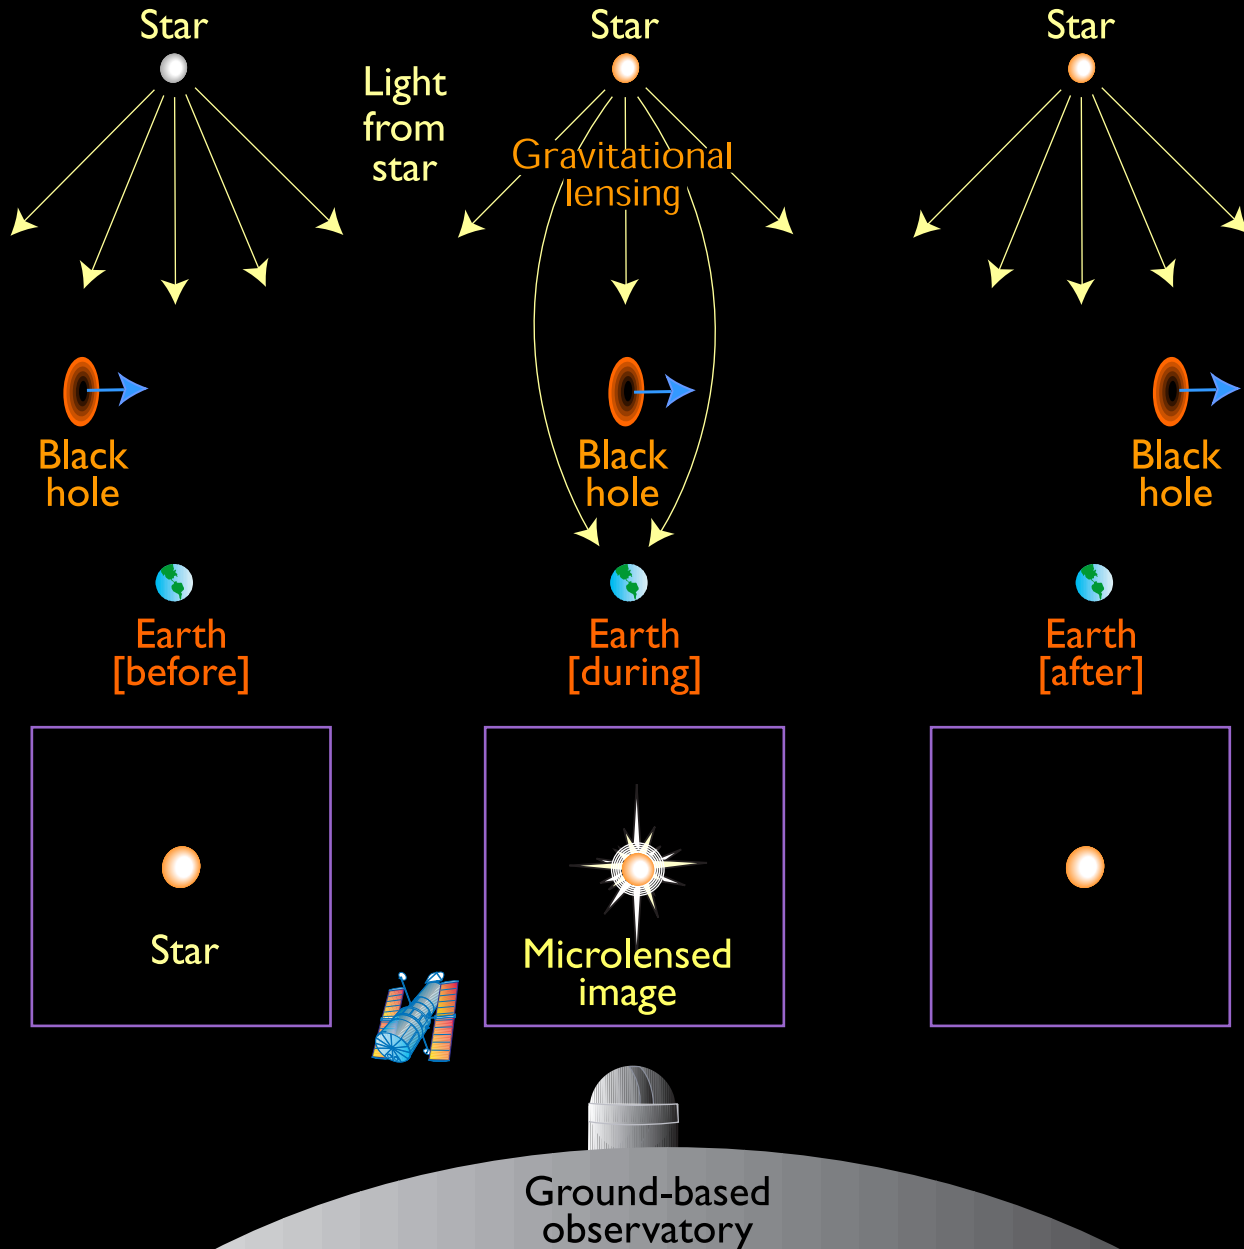 Star
Star
Star
Light
from
star
Gravitational
lensing
Black
hole
Black
hole
Black
hole
Earth
[before]
Earth
[during]
Earth
[after]
Star
Microlensed
image
Ground-based
observatory